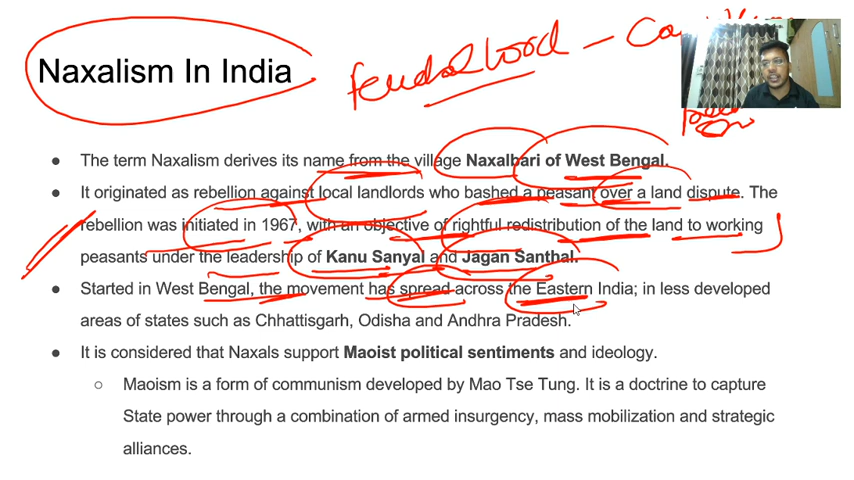 Naxalism In India
feudal lord –
● The term Naxalism derives its name from the village Naxalbari of West Bengal.
● It originated as rebellion against local landlords who bashed a peasant over a land dispute. The
rebellion was initiated in 1967, with an objective of rightful redistribution of the land to working
peasants under the leadership of Kanu Sanyal and Jagan Santhal.
● Started in West Bengal, the movement has spread across the Eastern India; in less developed
areas of states such as Chhattisgarh, Odisha and Andhra Pradesh.
● It is considered that Naxals support Maoist political sentiments and ideology.
○ Maoism is a form of communism developed by Mao Tse Tung. It is a doctrine to capture
State power through a combination of armed insurgency, mass mobilization and strategic
alliances.